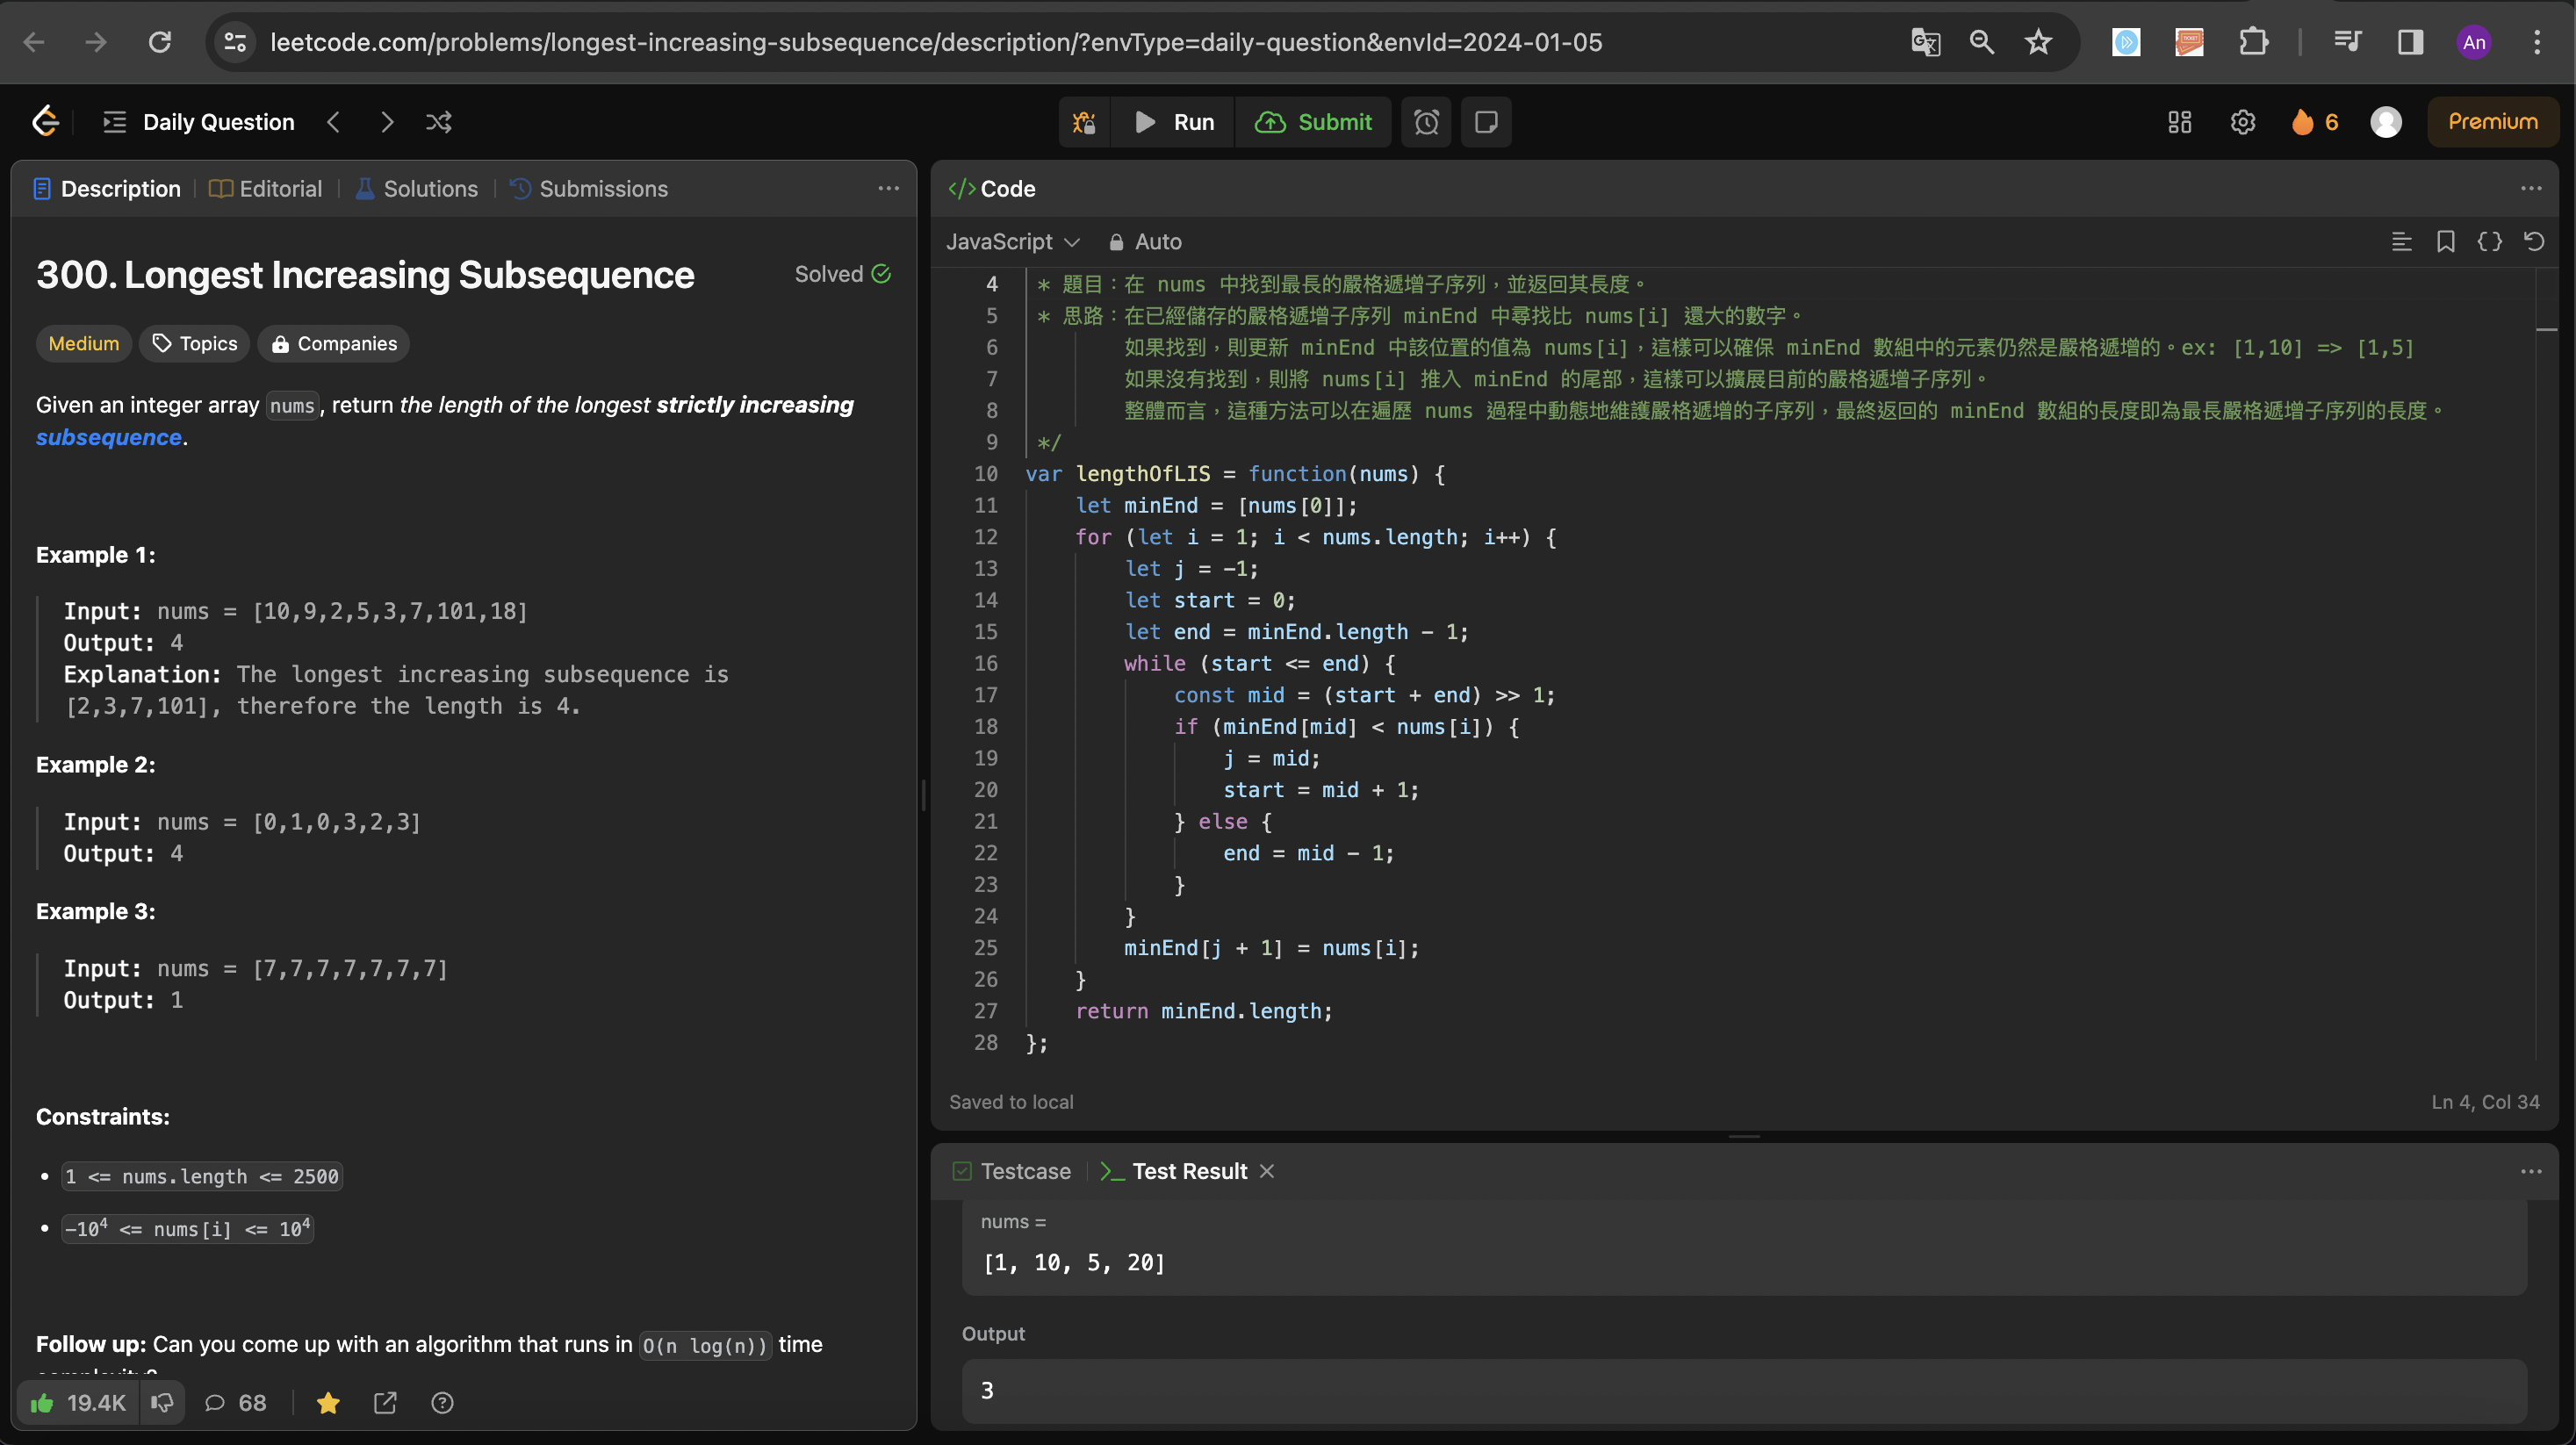 leetcode.com/problems/longest-increasing-subsequence/description/?envType=daily-question&envId=2024-01-05
An
Daily Question
Run
Submit
6
Premium
Description
Editorial
Solutions
Submissions
300. Longest Increasing Subsequence
Solved
Medium
Topics
Companies
Given an integer array nums, return the length of the longest strictly increasing
subsequence.
Example 1:
Input: nums = [10,9,2,5,3,7,101,18]
Output: 4
Explanation: The longest increasing subsequence is
[2,3,7,101], therefore the length is 4.
Example 2:
Input: nums = [0,1,0,3,2,3]
Output: 4
Example 3:
Input: nums = [7,7,7,7,7,7,7]
Output: 1
Constraints:
1 <= nums.length <= 2500
-10⁴ <= nums[i] <= 10⁴
Follow up: Can you come up with an algorithm that runs in O(n log(n)) time
19.4K
68
</> Code
JavaScript
Auto
4 * 題目：在 nums 中找到最長的嚴格遞增子序列，並返回其長度。
5 * 思路：在已經儲存的嚴格遞增子序列 minEnd 中尋找比 nums[i] 還大的數字。
6 如果找到，則更新 minEnd 中該位置的值為 nums[i]，這樣可以確保 minEnd 數組中的元素仍然是嚴格遞增的。ex: [1,10] => [1,5]
7 如果沒有找到，則將 nums[i] 推入 minEnd 的尾部，這樣可以擴展目前的嚴格遞增子序列。
8 整體而言，這種方法可以在遍歷 nums 過程中動態地維護嚴格遞增的子序列，最終返回的 minEnd 數組的長度即為最長嚴格遞增子序列的長度。
9 */
10 var lengthOfLIS = function(nums) {
11 let minEnd = [nums[0]];
12 for (let i = 1; i < nums.length; i++) {
13 let j = -1;
14 let start = 0;
15 let end = minEnd.length - 1;
16 while (start <= end) {
17 const mid = (start + end) >> 1;
18 if (minEnd[mid] < nums[i]) {
19 j = mid;
20 start = mid + 1;
21 } else {
22 end = mid - 1;
23 }
24 }
25 minEnd[j + 1] = nums[i];
26 }
27 return minEnd.length;
28 };
Saved to local
Ln 4, Col 34
Testcase
Test Result
nums =
[1, 10, 5, 20]
Output
3